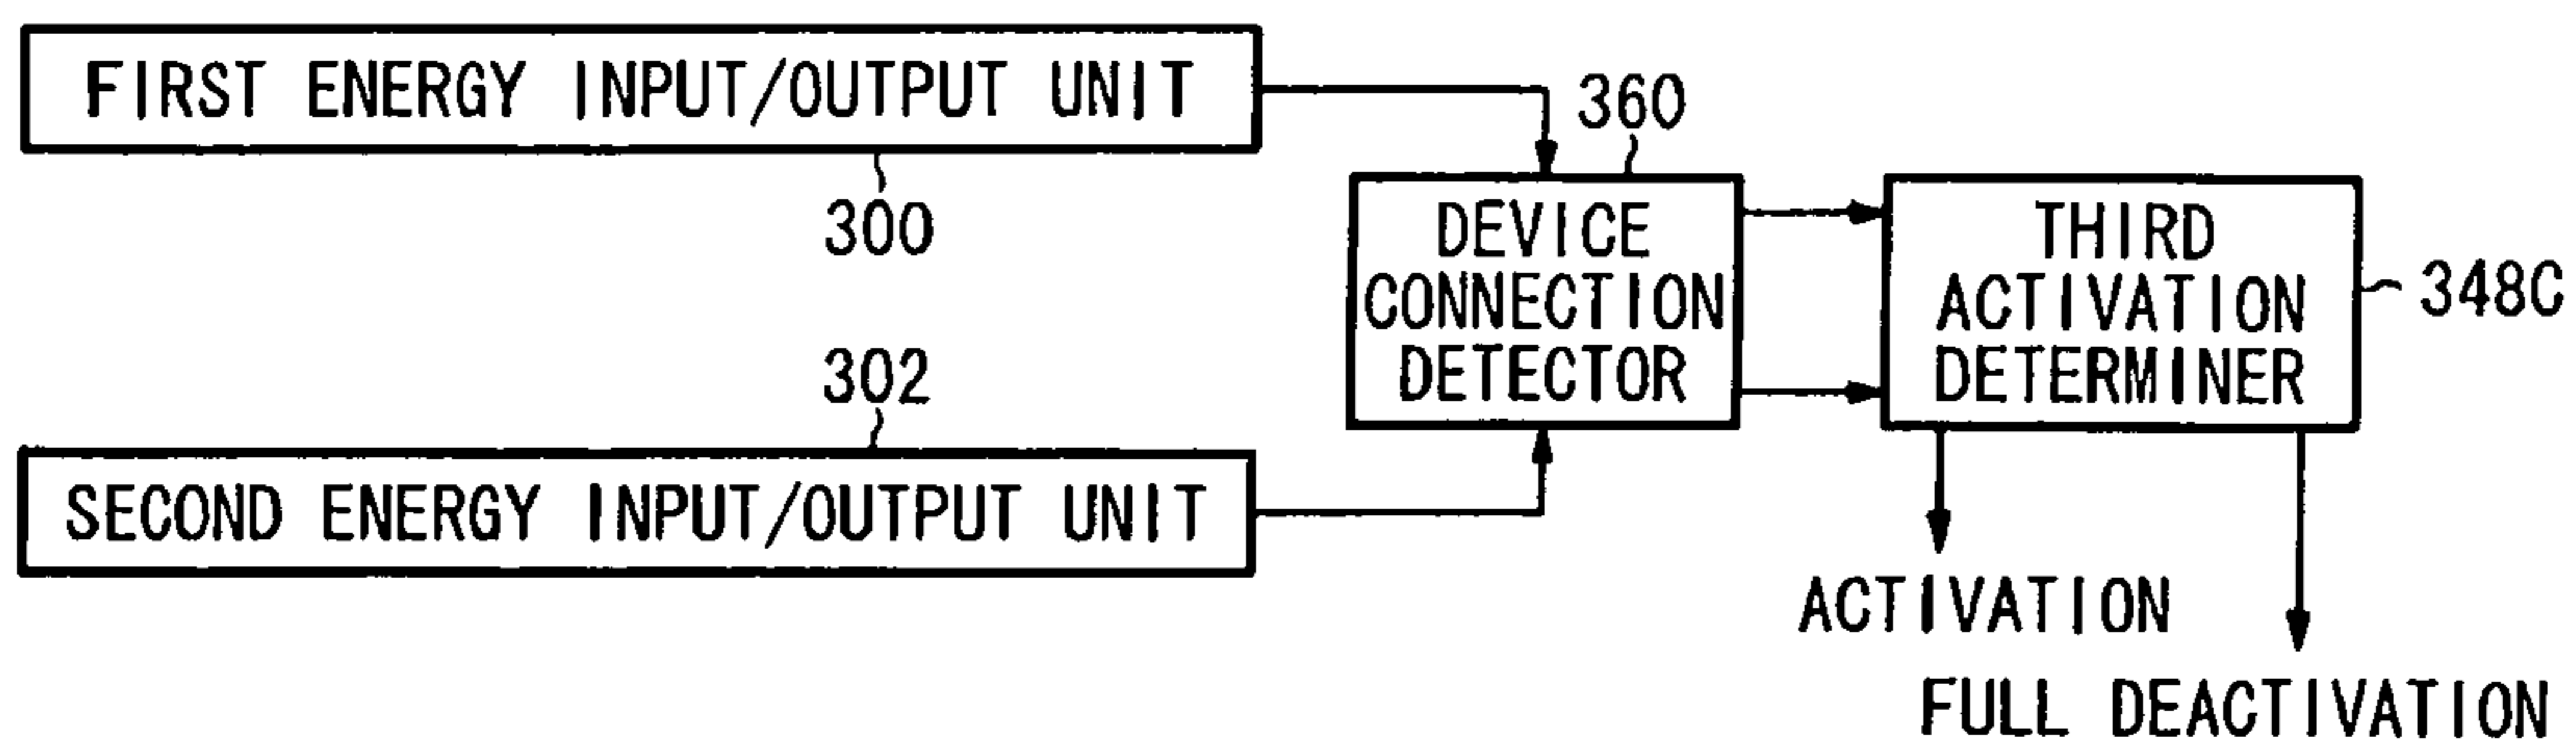 FIRST ENERGY INPUT/OUTPUT UNIT
300
360
DEVICE
CONNECTION
DETECTOR
THIRD
ACTIVATION
DETERMINER
348C
302
SECOND ENERGY INPUT/OUTPUT UNIT
ACTIVATION
FULL DEACTIVATION